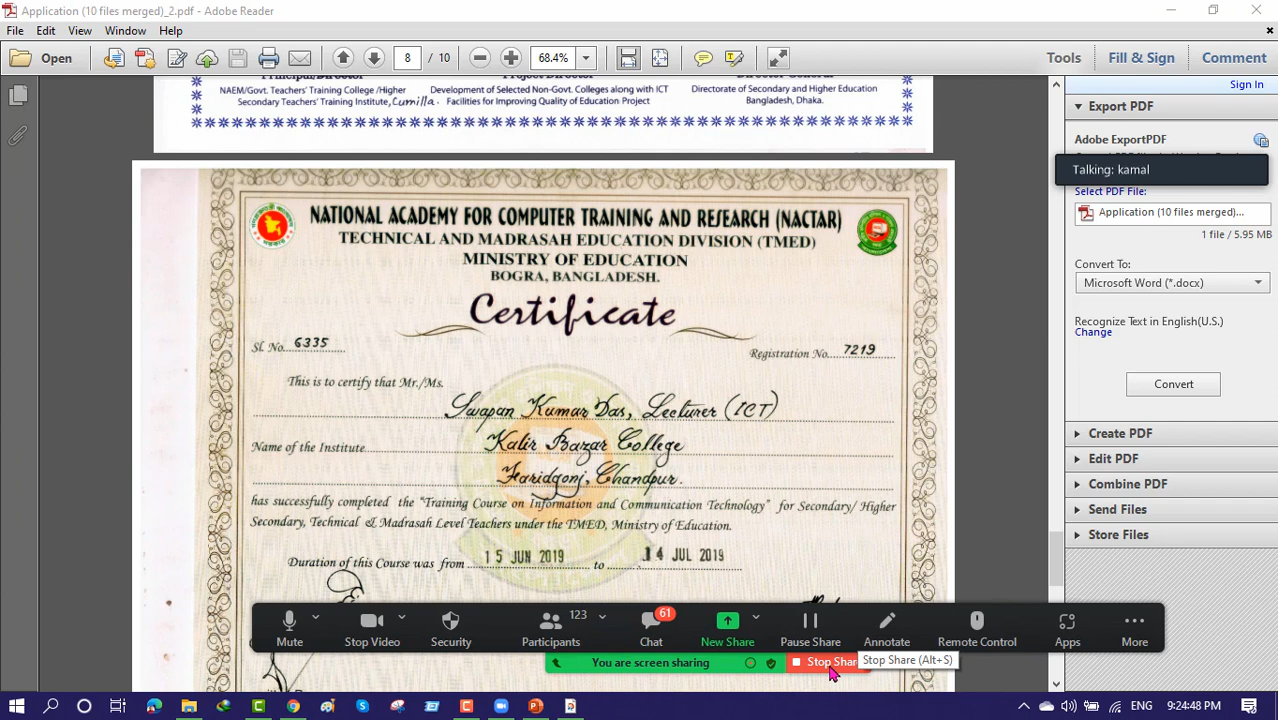 Application (10 files merged)_2.pdf - Adobe Reader
File Edit View Window Help
Open 8 / 10 68.4% Tools Fill & Sign Comment
Sign In
Export PDF
Adobe ExportPDF
Talking: kamal
Select PDF File:
Application (10 files merged)...
1 file / 5.95 MB
Convert To:
Microsoft Word (*.docx)
Recognize Text in English(U.S.)
Change
Convert
Create PDF
Edit PDF
Combine PDF
Send Files
Store Files
Principal/Director Project Director Director General
NAEM/Govt. Teachers' Training College /Higher Development of Selected Non-Govt. Colleges along with ICT Directorate of Secondary and Higher Education
Secondary Teachers' Training Institute, Cumilla. Facilities for Improving Quality of Education Project Bangladesh, Dhaka.
NATIONAL ACADEMY FOR COMPUTER TRAINING AND RESEARCH (NACTAR)
TECHNICAL AND MADRASAH EDUCATION DIVISION (TMED)
MINISTRY OF EDUCATION
BOGRA, BANGLADESH.
Certificate
Sl. No. 6335 Registration No. 7219
This is to certify that Mr./Ms.
Swapan Kumar Das, Lecturer (ICT)
Name of the Institute Kalir Bazar College
Faridgonj, Chandpur.
has successfully completed the "Training Course on Information and Communication Technology" for Secondary/ Higher
Secondary, Technical & Madrasah Level Teachers under the TMED, Ministry of Education.
Duration of this Course was from 15 JUN 2019 to 14 JUL 2019
Mute Stop Video Security Participants 123 Chat 61 New Share Pause Share Annotate Remote Control Apps More
You are screen sharing Stop Shar Stop Share (Alt+S)
9:24:48 PM